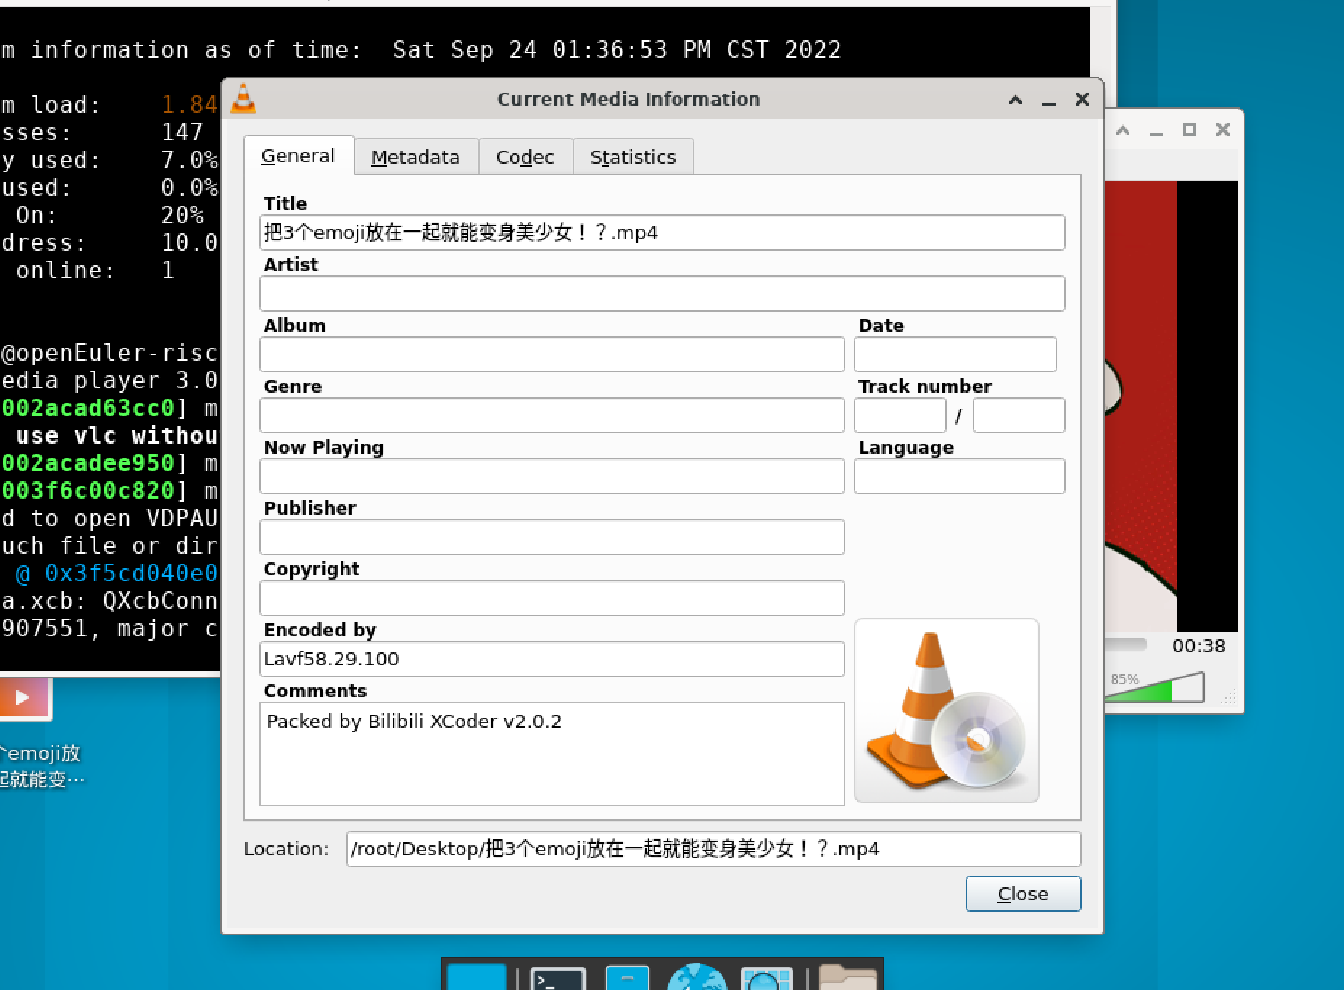 m information as of time:  Sat Sep 24 01:36:53 PM CST 2022
m load: 1.84
sses: 147
y used: 7.0%
used: 0.0%
On: 20%
dress: 10.0
online: 1
@openEuler-risc
edia player 3.0
002acad63cc0] m
use vlc withou
002acadee950] m
003f6c00c820] m
d to open VDPAU
uch file or dir
@ 0x3f5cd040e0
a.xcb: QXcbConn
907551, major c
个emoji放
起就能变…
Current Media Information
General Metadata Codec Statistics
Title
把3个emoji放在一起就能变身美少女！？.mp4
Artist
Album Date
Genre Track number
/
Now Playing Language
Publisher
Copyright
Encoded by
Lavf58.29.100
Comments
Packed by Bilibili XCoder v2.0.2
Location: /root/Desktop/把3个emoji放在一起就能变身美少女！？.mp4
Close
00:38
85%